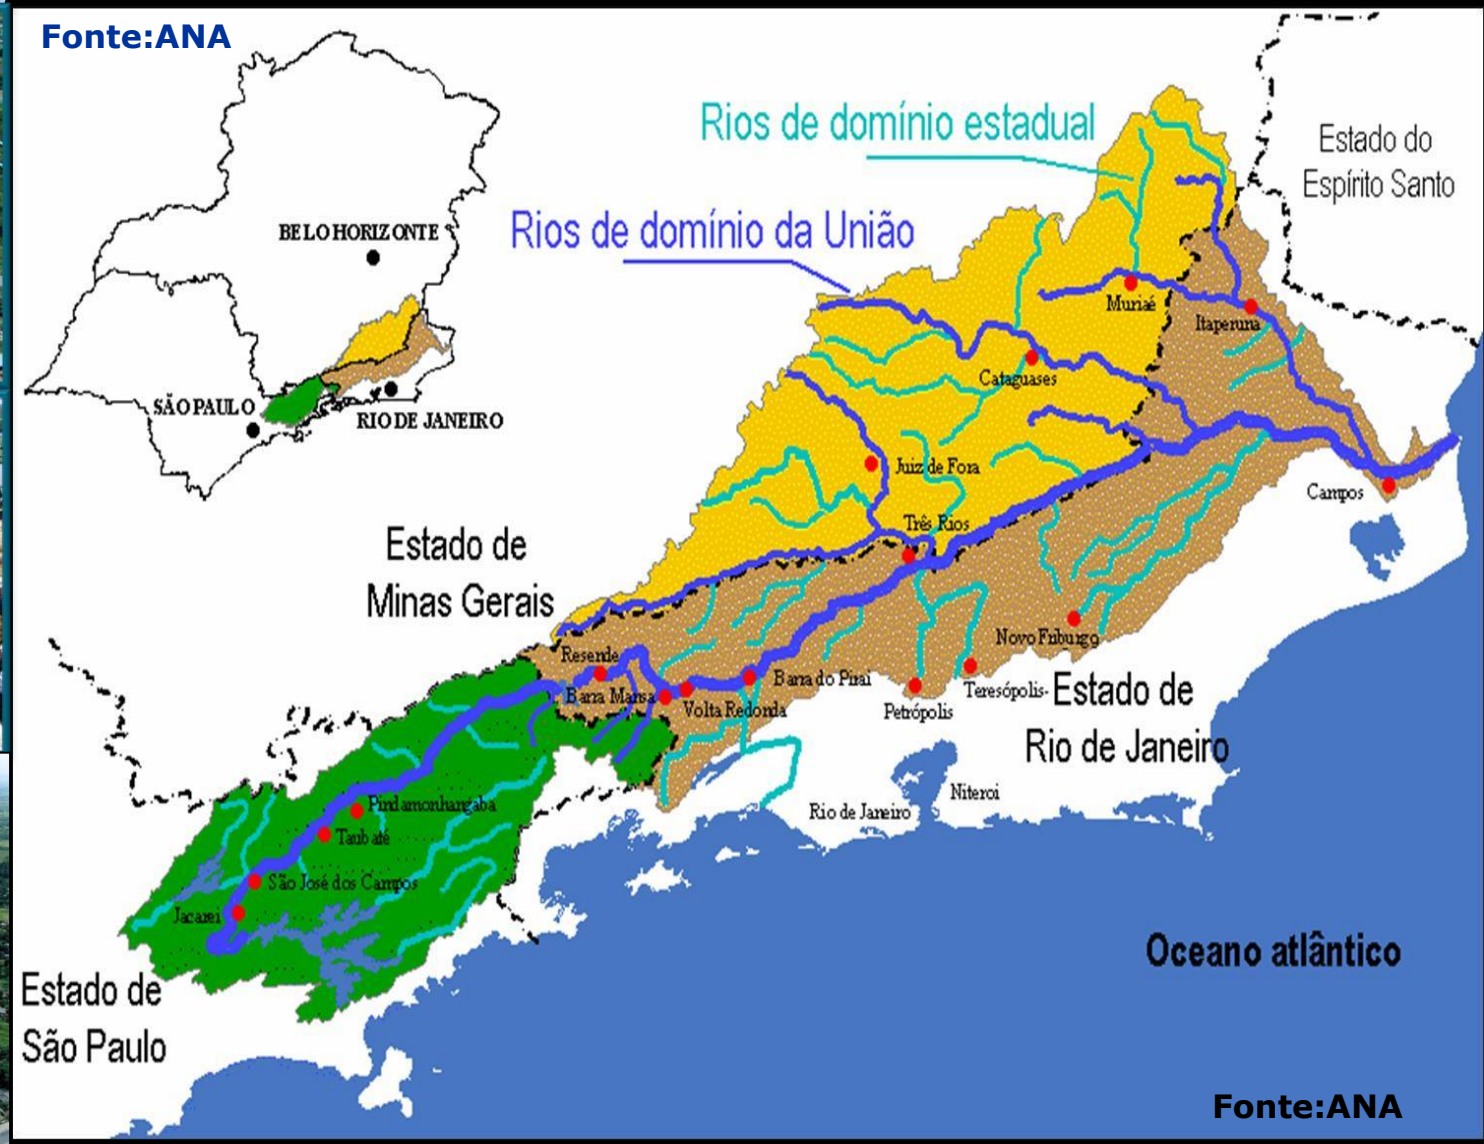 Fonte:ANA
Rios de domínio estadual
Estado do
Espírito Santo
Rios de domínio da União
BELO HORIZONTE
SÃO PAULO
RIO DE JANEIRO
Muriaé
Itaperuna
Cataguases
Juiz de Fora
Campos
Três Rios
Estado de
Minas Gerais
Novo Friburgo
Resende
Barra Mansa
Volta Redonda
Barra do Piraí
Petrópolis
Teresópolis-
Estado de
Rio de Janeiro
Niteroi
Rio de Janeiro
Pindamonhangaba
Taubaté
São José dos Campos
Jacarei
Oceano atlântico
Estado de
São Paulo
Fonte:ANA